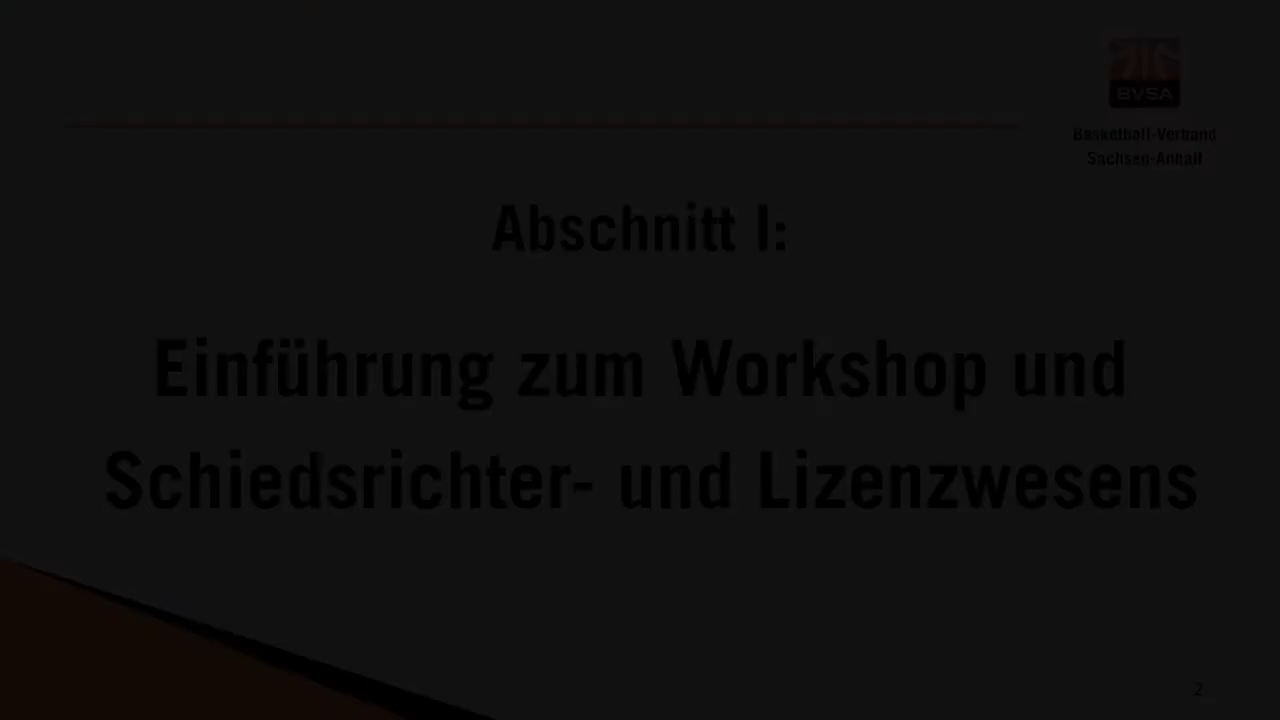 BVSA
Basketball-Verband
Sachsen-Anhalt
Abschnitt I:
Einführung zum Workshop und
Schiedsrichter- und Lizenzwesens
2